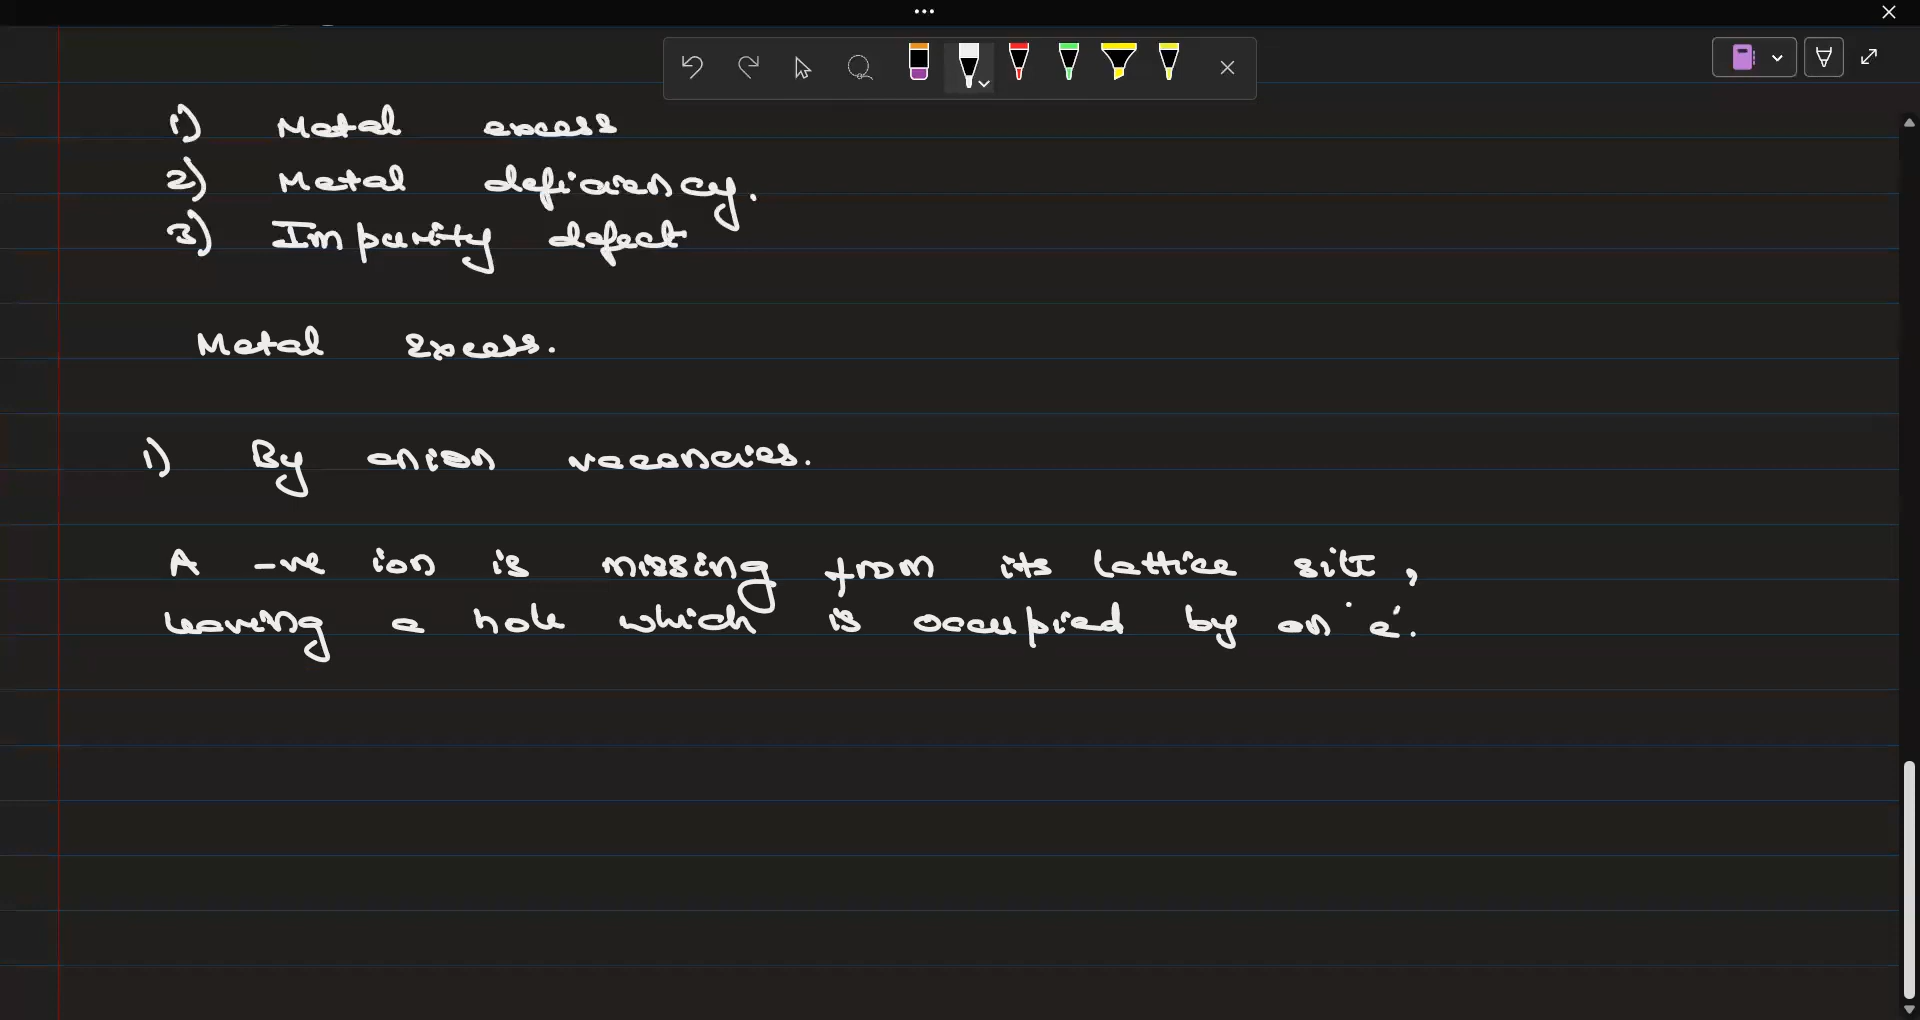 1) Metal excess
2) Metal deficiency.
3) Impurity defect
Metal Excess.
1) By anion vacancies.
A -ve ion is missing from its lattice site,
leaving a hole which is occupied by an e⁻.